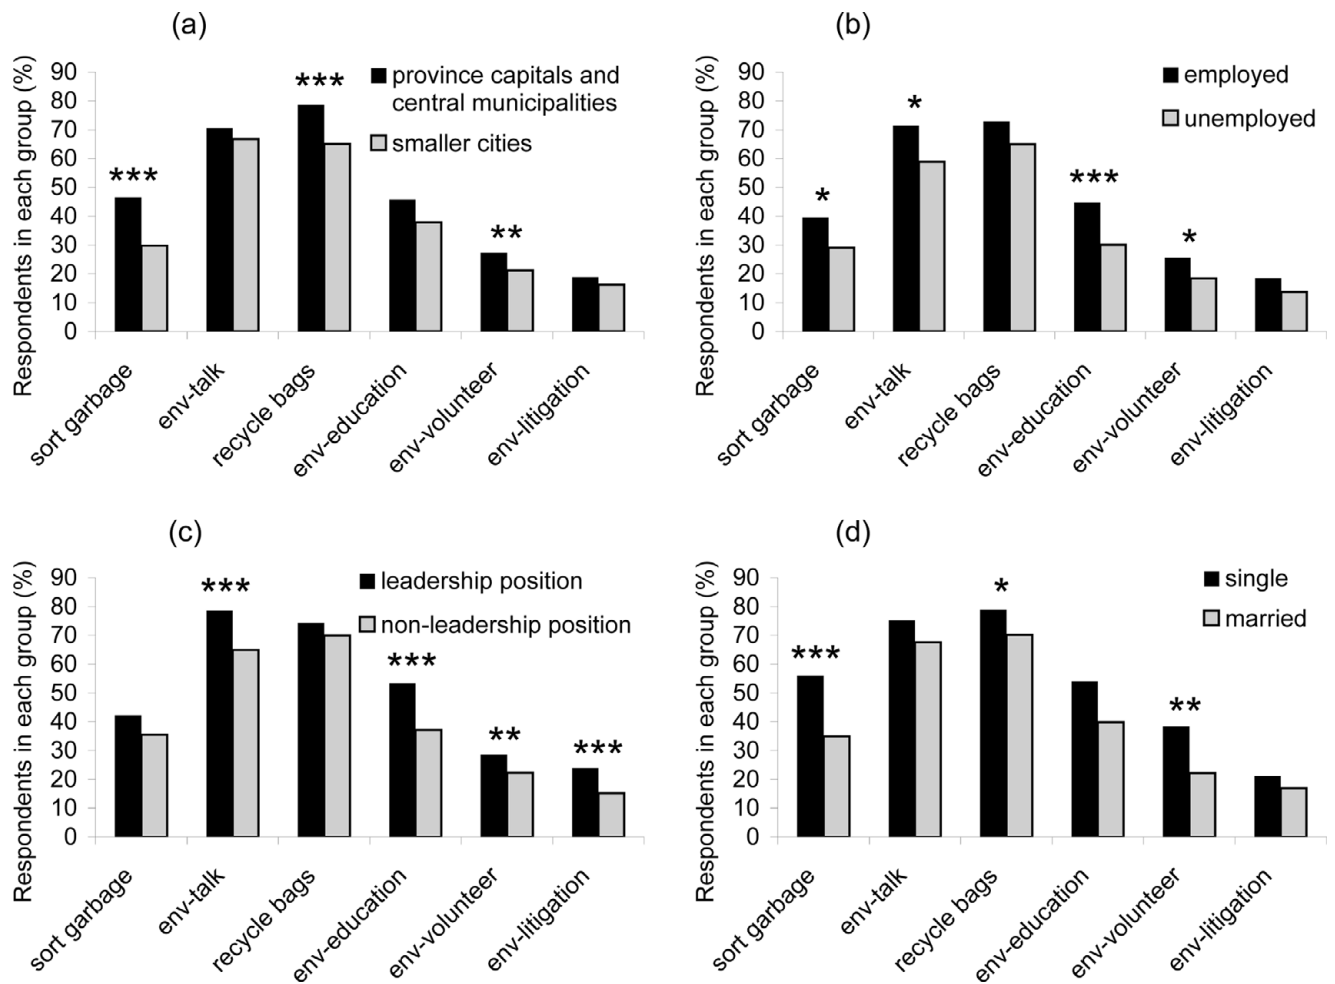 (a)
Respondents in each group (%)
90
80
70
60
50
40
30
20
10
0
***
***
**
province capitals and
central municipalities
smaller cities
sort garbage
env-talk
recycle bags
env-education
env-volunteer
env-litigation
(b)
Respondents in each group (%)
90
80
70
60
50
40
30
20
10
0
*
*
***
*
employed
unemployed
sort garbage
env-talk
recycle bags
env-education
env-volunteer
env-litigation
(c)
Respondents in each group (%)
90
80
70
60
50
40
30
20
10
0
***
***
**
***
leadership position
non-leadership position
sort garbage
env-talk
recycle bags
env-education
env-volunteer
env-litigation
(d)
Respondents in each group (%)
90
80
70
60
50
40
30
20
10
0
***
*
**
single
married
sort garbage
env-talk
recycle bags
env-education
env-volunteer
env-litigation